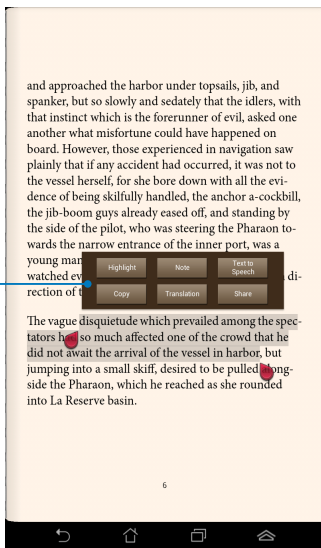 and approached the harbor under topsails, jib, and
spanker, but so slowly and sedately that the idlers, with
that instinct which is the forerunner of evil, asked one
another what misfortune could have happened on
board. However, those experienced in navigation saw
plainly that if any accident had occurred, it was not to
the vessel herself, for she bore down with all the evi-
dence of being skilfully handled, the anchor a-cockbill,
the jib-boom guys already eased off, and standing by
the side of the pilot, who was steering the Pharaon to-
wards the narrow entrance of the inner port, was a
young man
watched di-
rection of
Highlight Note Text to Speech
Copy Translation Share
The vague disquietude which prevailed among the spec-
tators so much affected one of the crowd that he
did not await the arrival of the vessel in harbor, but
jumping into a small skiff, desired to be pulled along-
side the Pharaon, which he reached as she rounded
into La Reserve basin.
6